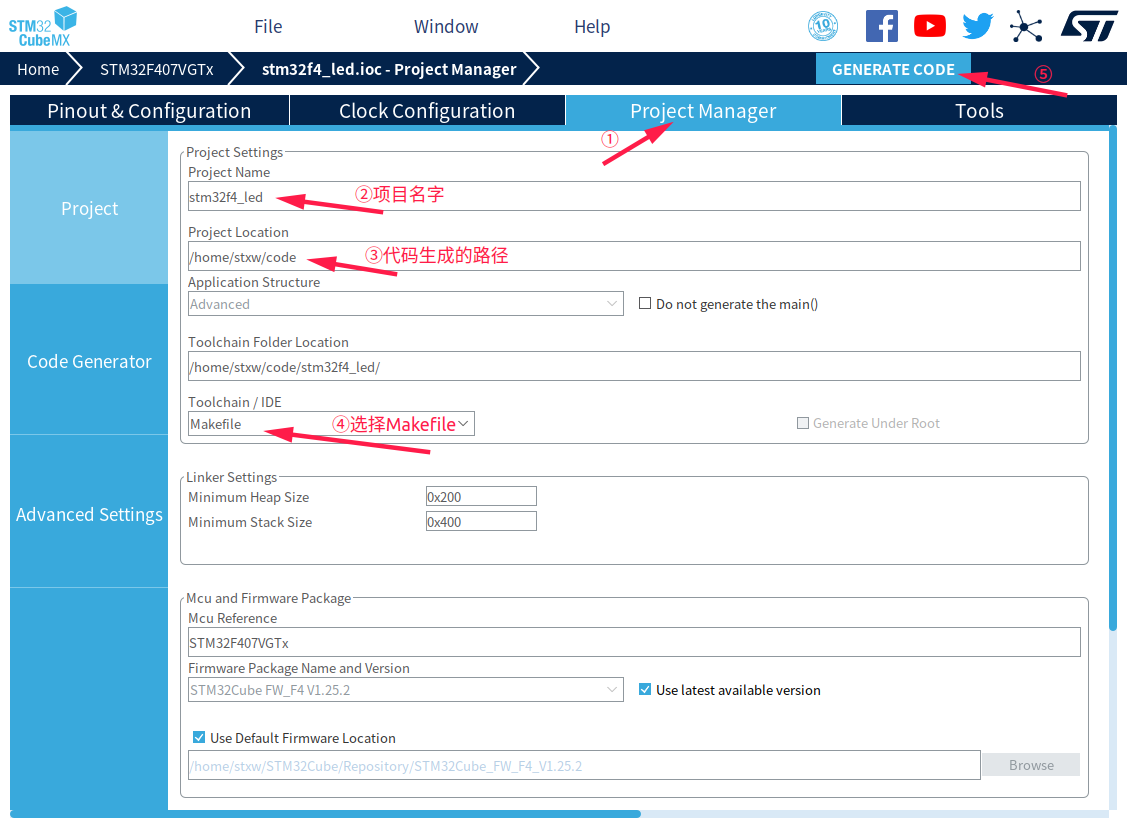 STM32
CubeMX
File
Window
Help
10
ST
Home
STM32F407VGTx
stm32f4_led.ioc - Project Manager
GENERATE CODE
⑤
Pinout & Configuration
Clock Configuration
Project Manager
Tools
①
Project
Code Generator
Advanced Settings
Project Settings
Project Name
stm32f4_led
②项目名字
Project Location
/home/stxw/code
③代码生成的路径
Application Structure
Advanced
Do not generate the main()
Toolchain Folder Location
/home/stxw/code/stm32f4_led/
Toolchain / IDE
Makefile
④选择Makefile
Generate Under Root
Linker Settings
Minimum Heap Size
0x200
Minimum Stack Size
0x400
Mcu and Firmware Package
Mcu Reference
STM32F407VGTx
Firmware Package Name and Version
STM32Cube FW_F4 V1.25.2
Use latest available version
Use Default Firmware Location
/home/stxw/STM32Cube/Repository/STM32Cube_FW_F4_V1.25.2
Browse